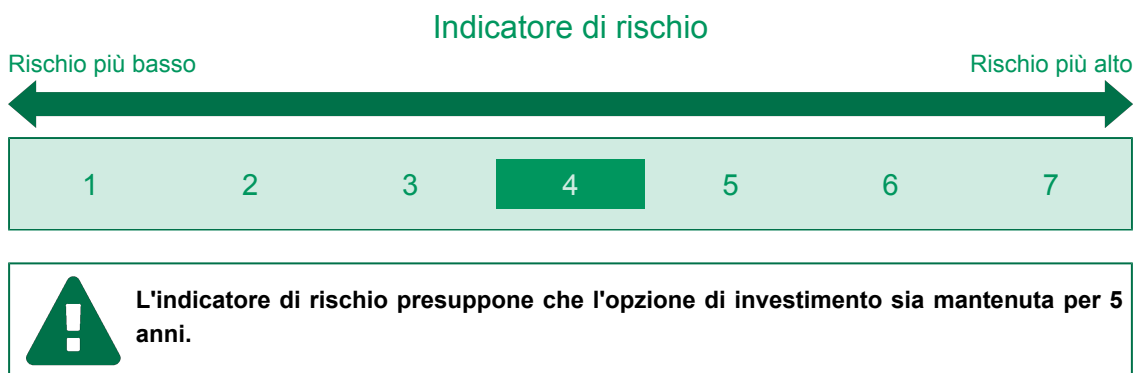 Indicatore di rischio
Rischio più basso Rischio più alto
1 2 3 4 5 6 7
L'indicatore di rischio presuppone che l'opzione di investimento sia mantenuta per 5
anni.